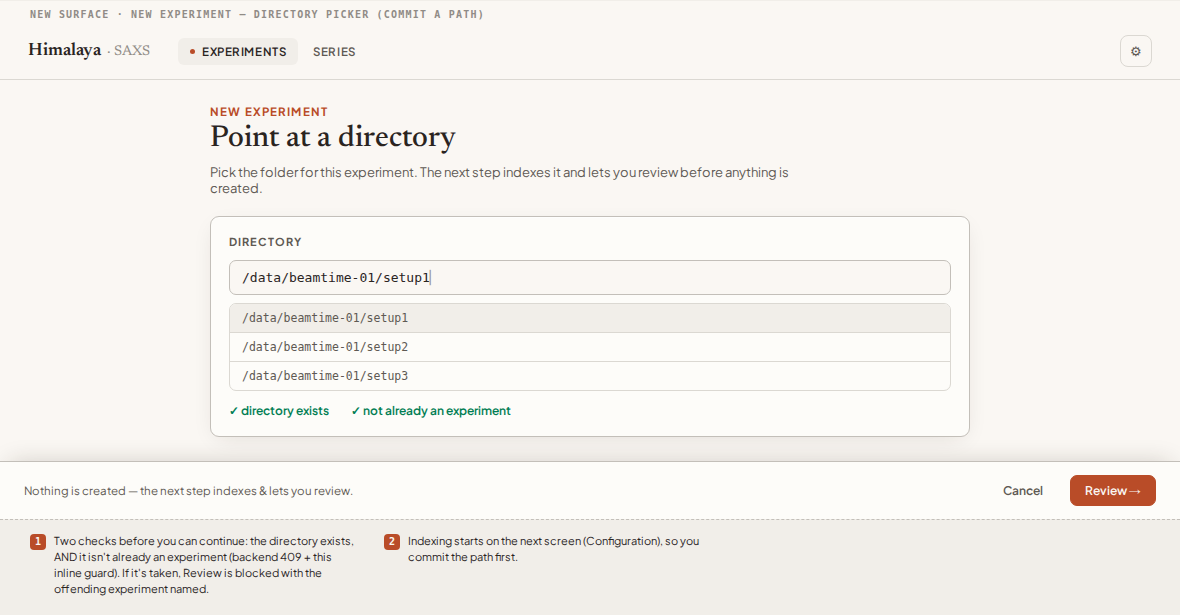 NEW SURFACE · NEW EXPERIMENT — DIRECTORY PICKER (COMMIT A PATH)
Himalaya · SAXS
EXPERIMENTS
SERIES
NEW EXPERIMENT
Point at a directory
Pick the folder for this experiment. The next step indexes it and lets you review before anything is
created.
DIRECTORY
/data/beamtime-01/setup1
/data/beamtime-01/setup1
/data/beamtime-01/setup2
/data/beamtime-01/setup3
✓ directory exists ✓ not already an experiment
Nothing is created — the next step indexes & lets you review.
Cancel
Review →
1 Two checks before you can continue: the directory exists,
AND it isn't already an experiment (backend 409 + this
inline guard). If it's taken, Review is blocked with the
offending experiment named.
2 Indexing starts on the next screen (Configuration), so you
commit the path first.